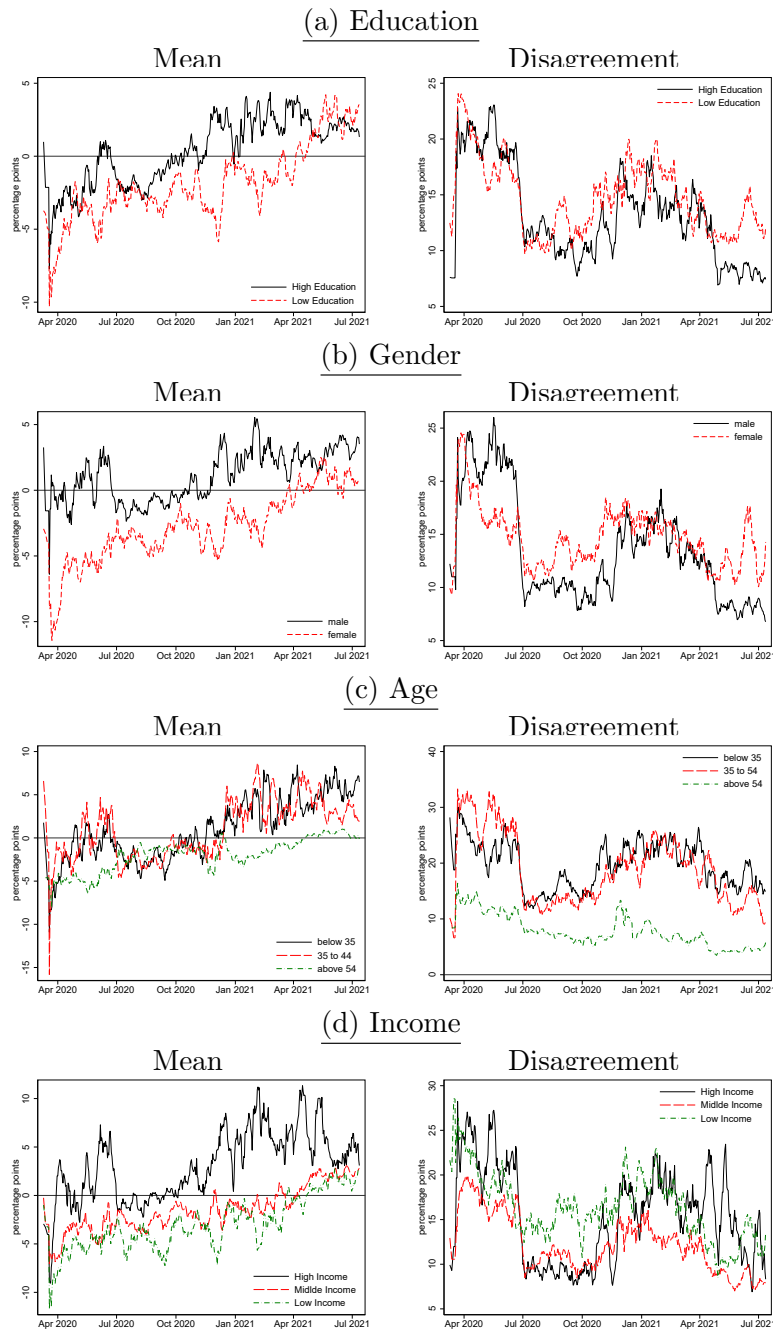 (a) Education
Mean
Disagreement
percentage points
5
0
-5
-10
High Education
Low Education
Apr 2020 Jul 2020 Oct 2020 Jan 2021 Apr 2021 Jul 2021
percentage points
25
20
15
10
5
High Education
Low Education
Apr 2020 Jul 2020 Oct 2020 Jan 2021 Apr 2021 Jul 2021
(b) Gender
Mean
Disagreement
percentage points
5
0
-5
-10
male
female
Apr 2020 Jul 2020 Oct 2020 Jan 2021 Apr 2021 Jul 2021
percentage points
25
20
15
10
5
male
female
Apr 2020 Jul 2020 Oct 2020 Jan 2021 Apr 2021 Jul 2021
(c) Age
Mean
Disagreement
percentage points
10
5
0
-5
-10
-15
below 35
35 to 44
above 54
Apr 2020 Jul 2020 Oct 2020 Jan 2021 Apr 2021 Jul 2021
percentage points
40
30
20
10
0
below 35
35 to 54
above 54
Apr 2020 Jul 2020 Oct 2020 Jan 2021 Apr 2021 Jul 2021
(d) Income
Mean
Disagreement
percentage points
10
5
0
-5
-10
High Income
Midlde Income
Low Income
Apr 2020 Jul 2020 Oct 2020 Jan 2021 Apr 2021 Jul 2021
percentage points
30
25
20
15
10
5
High Income
Midlde Income
Low Income
Apr 2020 Jul 2020 Oct 2020 Jan 2021 Apr 2021 Jul 2021